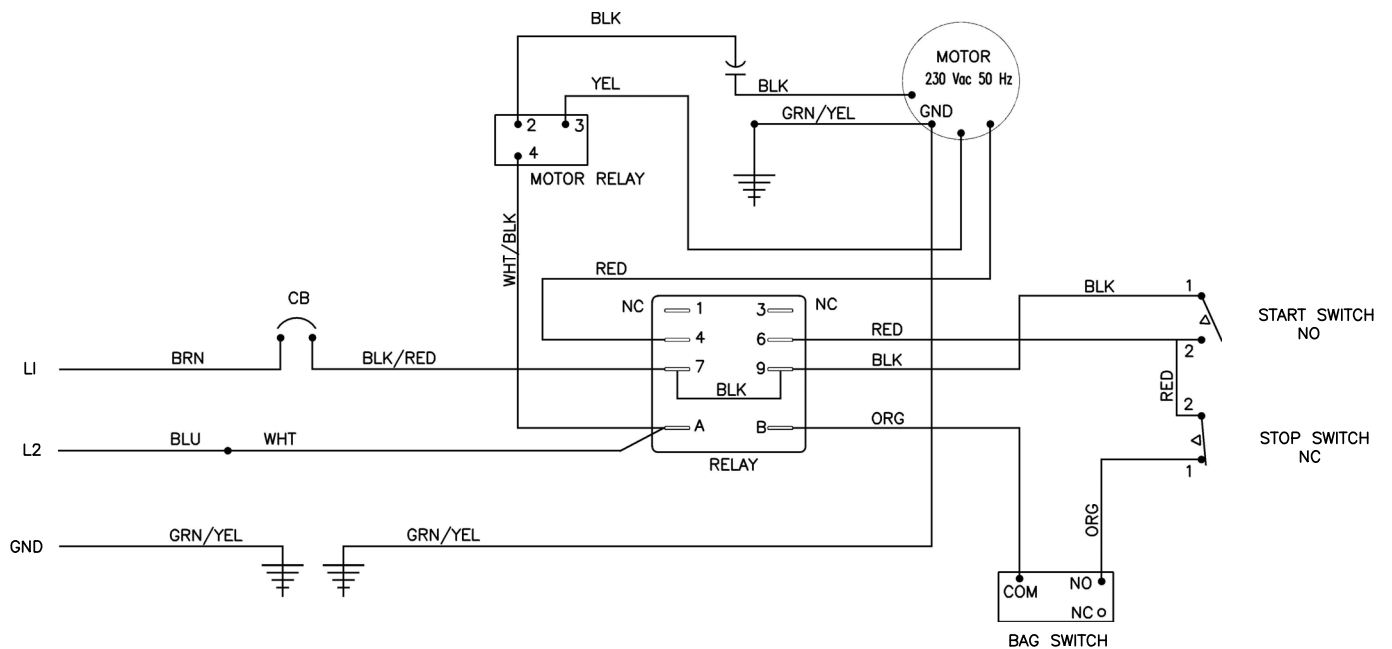 BLK
MOTOR
230 Vac 50 Hz
YEL
BLK
GND
GRN/YEL
2 3
4
MOTOR RELAY
WHT/BLK
RED
NC 1 3 NC
BLK 1
CB
START SWITCH
NO
4 6 RED
2
L1 BRN BLK/RED 7 9 BLK
BLK
RED
2
A B ORG
L2 BLU WHT
STOP SWITCH
NC
RELAY
1
ORG
GND GRN/YEL GRN/YEL
COM NO
NC
BAG SWITCH